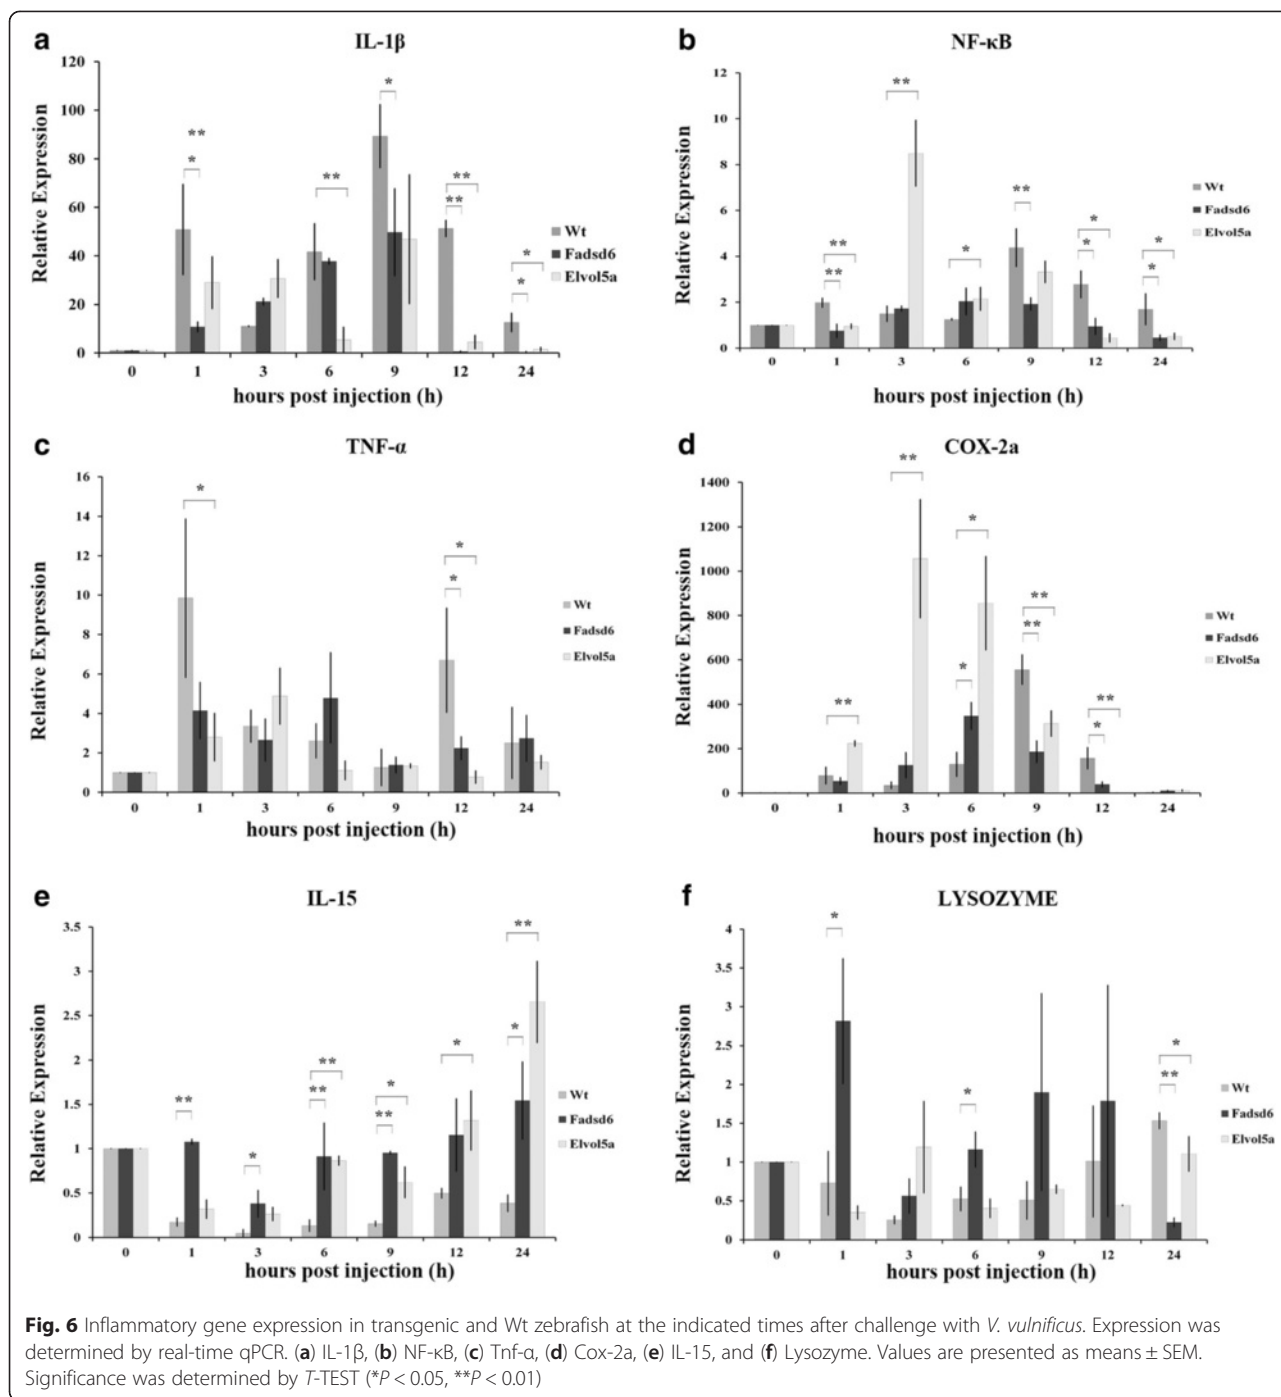 a
IL-1β
Relative Expression
120
100
80
60
40
20
0
**
*
**
*
**
**
*
*
Wt
Fadsd6
Elvol5a
0 1 3 6 9 12 24
hours post injection (h)
b
NF-κB
Relative Expression
12
10
8
6
4
2
0
**
**
**
*
**
*
*
*
*
Wt
Fadsd6
Elvol5a
0 1 3 6 9 12 24
hours post injection (h)
c
TNF-α
Relative Expression
16
14
12
10
8
6
4
2
0
*
*
*
Wt
Fadsd6
Elvol5a
0 1 3 6 9 12 24
hours post injection (h)
d
COX-2a
Relative Expression
1400
1200
1000
800
600
400
200
0
**
**
*
*
**
**
**
*
Wt
Fadsd6
Elvol5a
0 1 3 6 9 12 24
hours post injection (h)
e
IL-15
Relative Expression
3.5
3
2.5
2
1.5
1
0.5
0
**
*
**
**
*
**
*
**
*
Wt
Fadsd6
Elvol5a
0 1 3 6 9 12 24
hours post injection (h)
f
LYSOZYME
Relative Expression
4
3.5
3
2.5
2
1.5
1
0.5
0
*
*
*
**
Wt
Fadsd6
Elvol5a
0 1 3 6 9 12 24
hours post injection (h)
Fig. 6 Inflammatory gene expression in transgenic and Wt zebrafish at the indicated times after challenge with V. vulnificus. Expression was
determined by real-time qPCR. (a) IL-1β, (b) NF-κB, (c) Tnf-α, (d) Cox-2a, (e) IL-15, and (f) Lysozyme. Values are presented as means ± SEM.
Significance was determined by T-TEST (*P < 0.05, **P < 0.01)